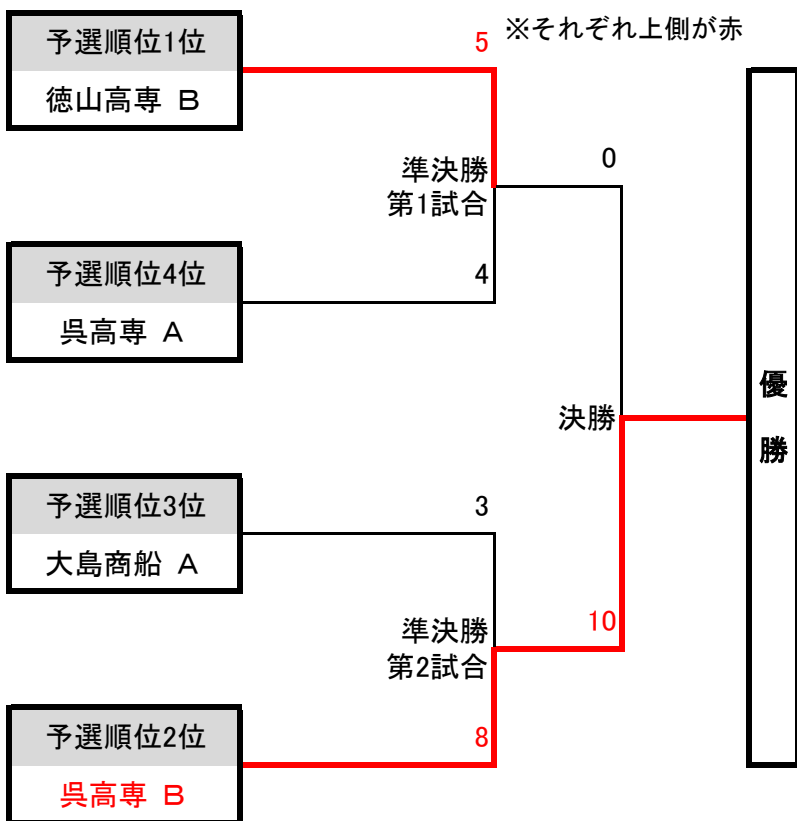 予選順位1位
徳山高専 B
5
※それぞれ上側が赤
準決勝
第1試合
0
予選順位4位
呉高専 A
4
決勝
優
勝
予選順位3位
大島商船 A
3
準決勝
第2試合
10
予選順位2位
呉高専 B
8